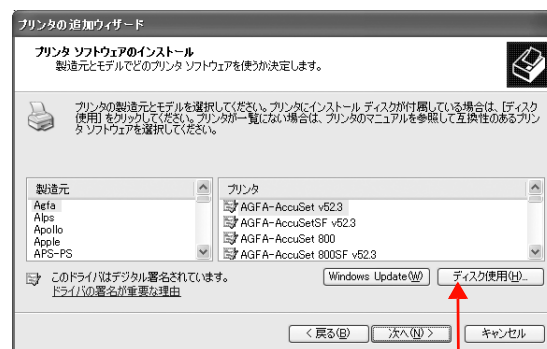 プリンタの追加ウィザード
プリンタ ソフトウェアのインストール
製造元とモデルでどのプリンタ ソフトウェアを使うか決定します。
プリンタの製造元とモデルを選択してください。プリンタにインストール ディスクが付属している場合は、[ディスク
使用] をクリックしてください。プリンタが一覧にない場合は、プリンタのマニュアルを参照して互換性のあるプリン
タ ソフトウェアを選択してください。
製造元
Agfa
Alps
Apollo
Apple
APS-PS
プリンタ
AGFA-AccuSet v52.3
AGFA-AccuSetSF v52.3
AGFA-AccuSet 800
AGFA-AccuSet 800SF v52.3
このドライバはデジタル署名されています。
ドライバの署名が重要な理由
Windows Update(W)
ディスク使用(H)...
< 戻る(B)
次へ(N) >
キャンセル